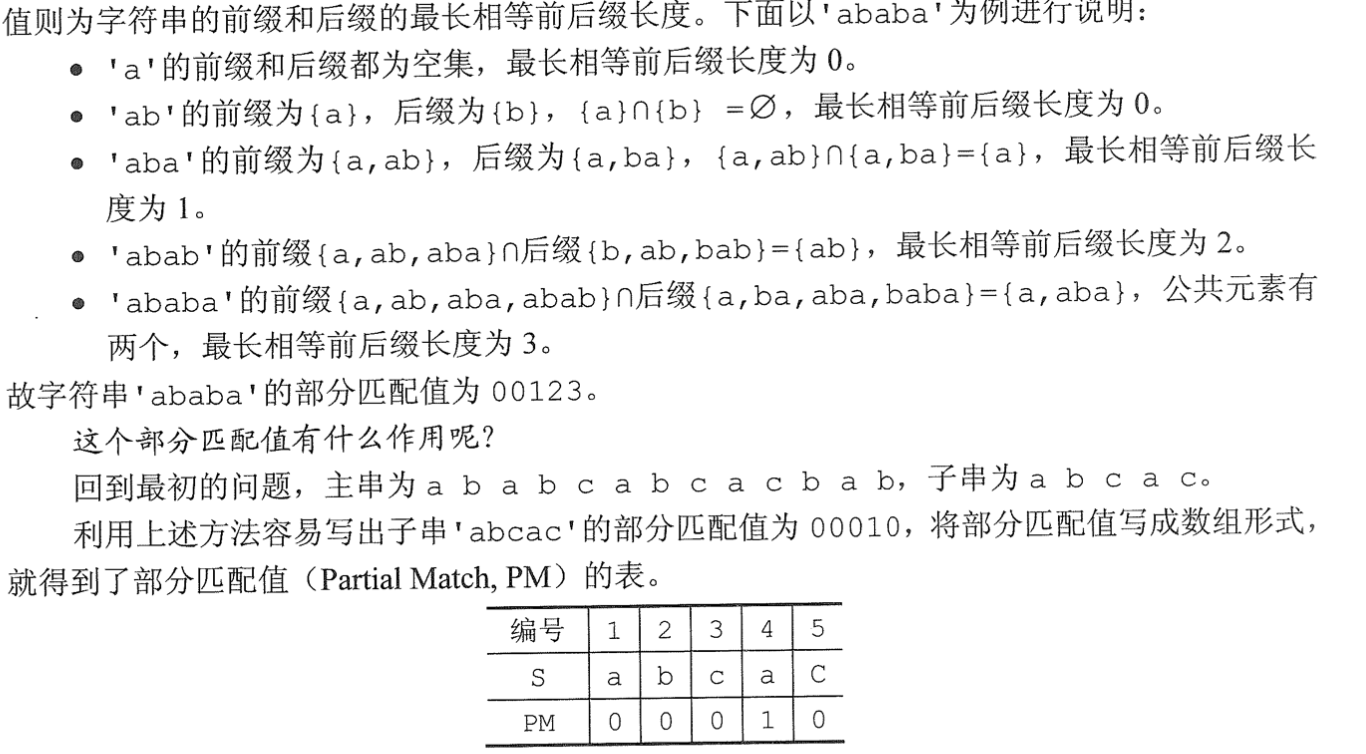 值则为字符串的前缀和后缀的最长相等前后缀长度。下面以'ababa'为例进行说明：
● 'a'的前缀和后缀都为空集，最长相等前后缀长度为 0。
● 'ab'的前缀为{a}，后缀为{b}，{a}∩{b} =∅，最长相等前后缀长度为 0。
● 'aba'的前缀为{a,ab}，后缀为{a,ba}，{a,ab}∩{a,ba}={a}，最长相等前后缀长
度为 1。
● 'abab'的前缀{a,ab,aba}∩后缀{b,ab,bab}={ab}，最长相等前后缀长度为 2。
● 'ababa'的前缀{a,ab,aba,abab}∩后缀{a,ba,aba,baba}={a,aba}，公共元素有
两个，最长相等前后缀长度为 3。
故字符串'ababa'的部分匹配值为 00123。
这个部分匹配值有什么作用呢？
回到最初的问题，主串为 a b a b c a b c a c b a b，子串为 a b c a c。
利用上述方法容易写出子串'abcac'的部分匹配值为 00010，将部分匹配值写成数组形式，
就得到了部分匹配值（Partial Match, PM）的表。
编号 1 2 3 4 5
S a b c a C
PM 0 0 0 1 0